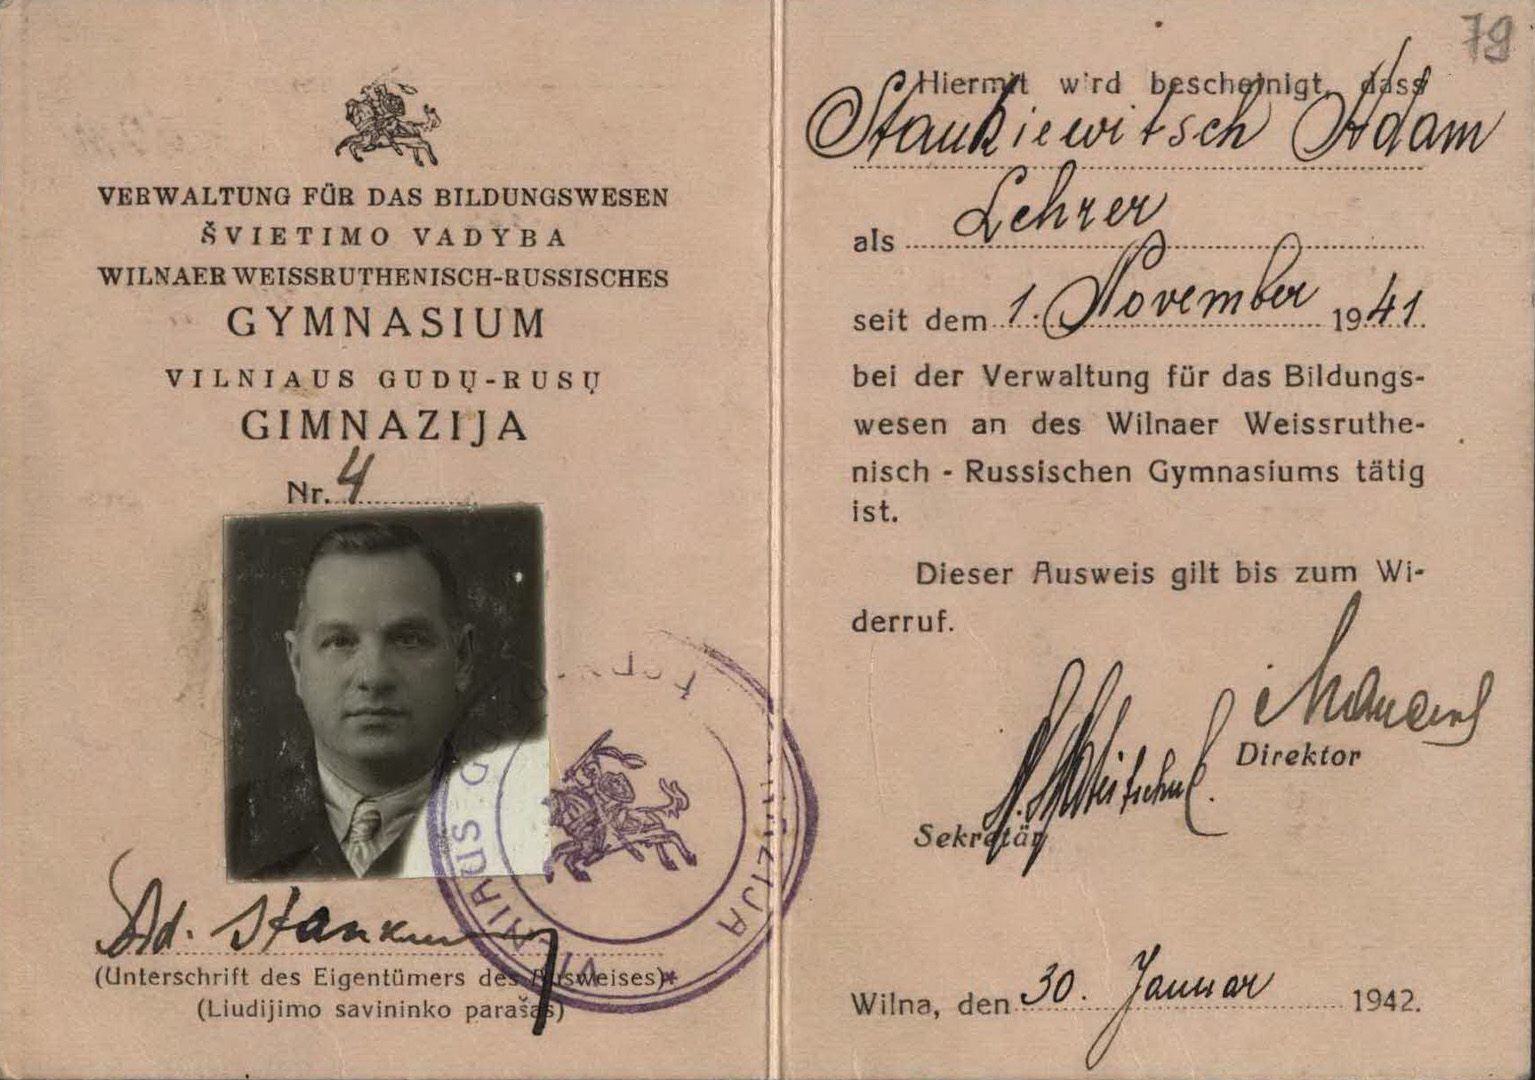 VERWALTUNG FÜR DAS BILDUNGSWESEN
ŠVIETIMO VADYBA
WILNAER WEISSRUTHENISCH-RUSSISCHES
GYMNASIUM
VILNIAUS GUDŲ-RUSŲ
GIMNAZIJA
Nr. 4
VILNIAUS G
Ad.
(Unterschrift des Eigentümers des Ausweises)
(Liudijimo savininko parašas)
79
Hiermit wird bescheinigt, dass
Stankiewitsch Adam
als Lehrer
seit dem 1. November 1941.
bei der Verwaltung für das Bildungs-
wesen an des Wilnaer Weissruthe-
nisch - Russischen Gymnasiums tätig
ist.
Dieser Ausweis gilt bis zum Wi-
derruf.
Direktor
Sekretär
Wilna, den 30. Januar 1942.